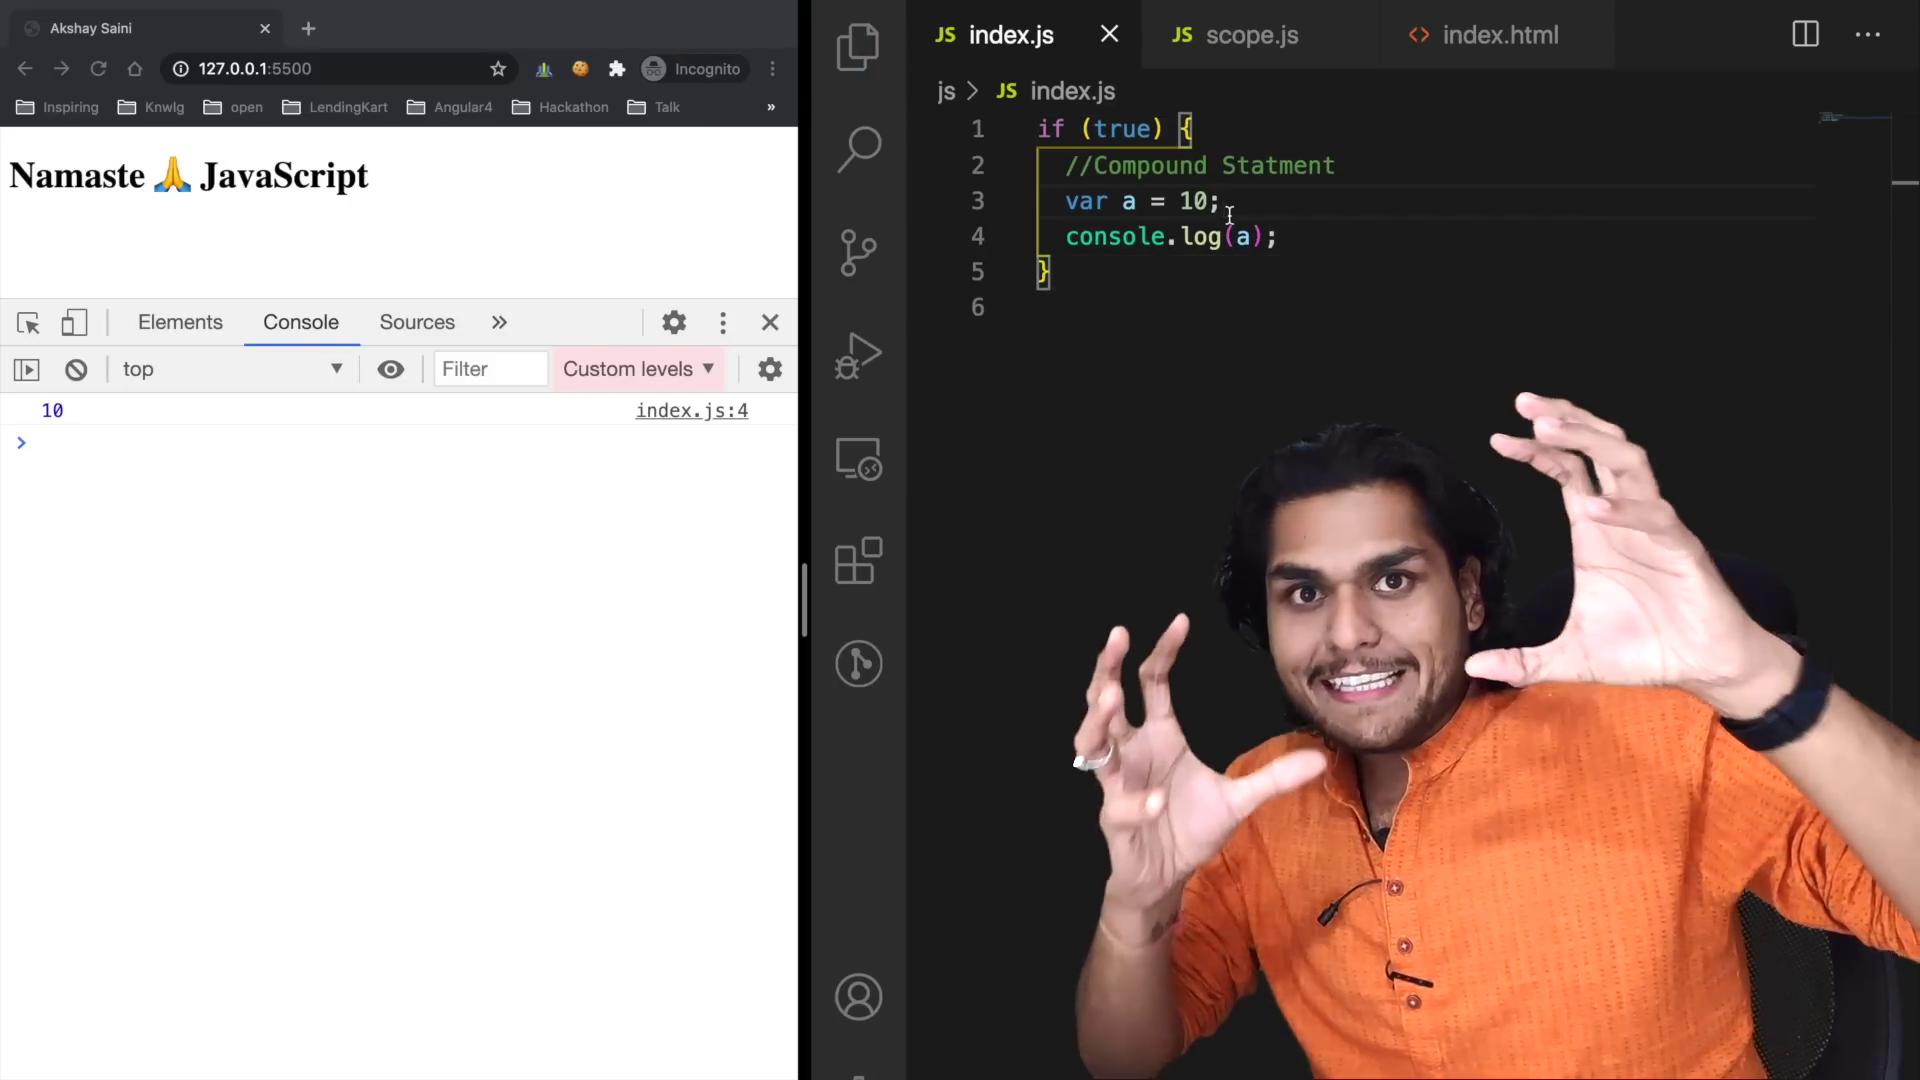 Akshay Saini
127.0.0.1:5500
Incognito
Inspiring Knwlg open LendingKart Angular4 Hackathon Talk »
Namaste 🙏 JavaScript
Elements Console Sources »
top Filter Custom levels
10 index.js:4
>
JS index.js JS scope.js <> index.html
js > JS index.js
1 if (true) {
2 //Compound Statment
3 var a = 10;
4 console.log(a);
5 }
6